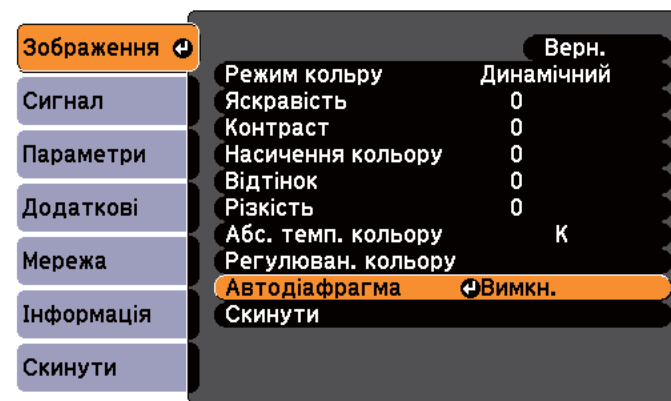 Зображення
Сигнал
Параметри
Додаткові
Мережа
Інформація
Скинути
Верн.
Режим кольру Динамічний
Яскравість 0
Контраст 0
Насичення кольору 0
Відтінок 0
Різкість 0
Абс. темп. кольору К
Регулюван. кольору
Автодіафрагма Вимкн.
Скинути